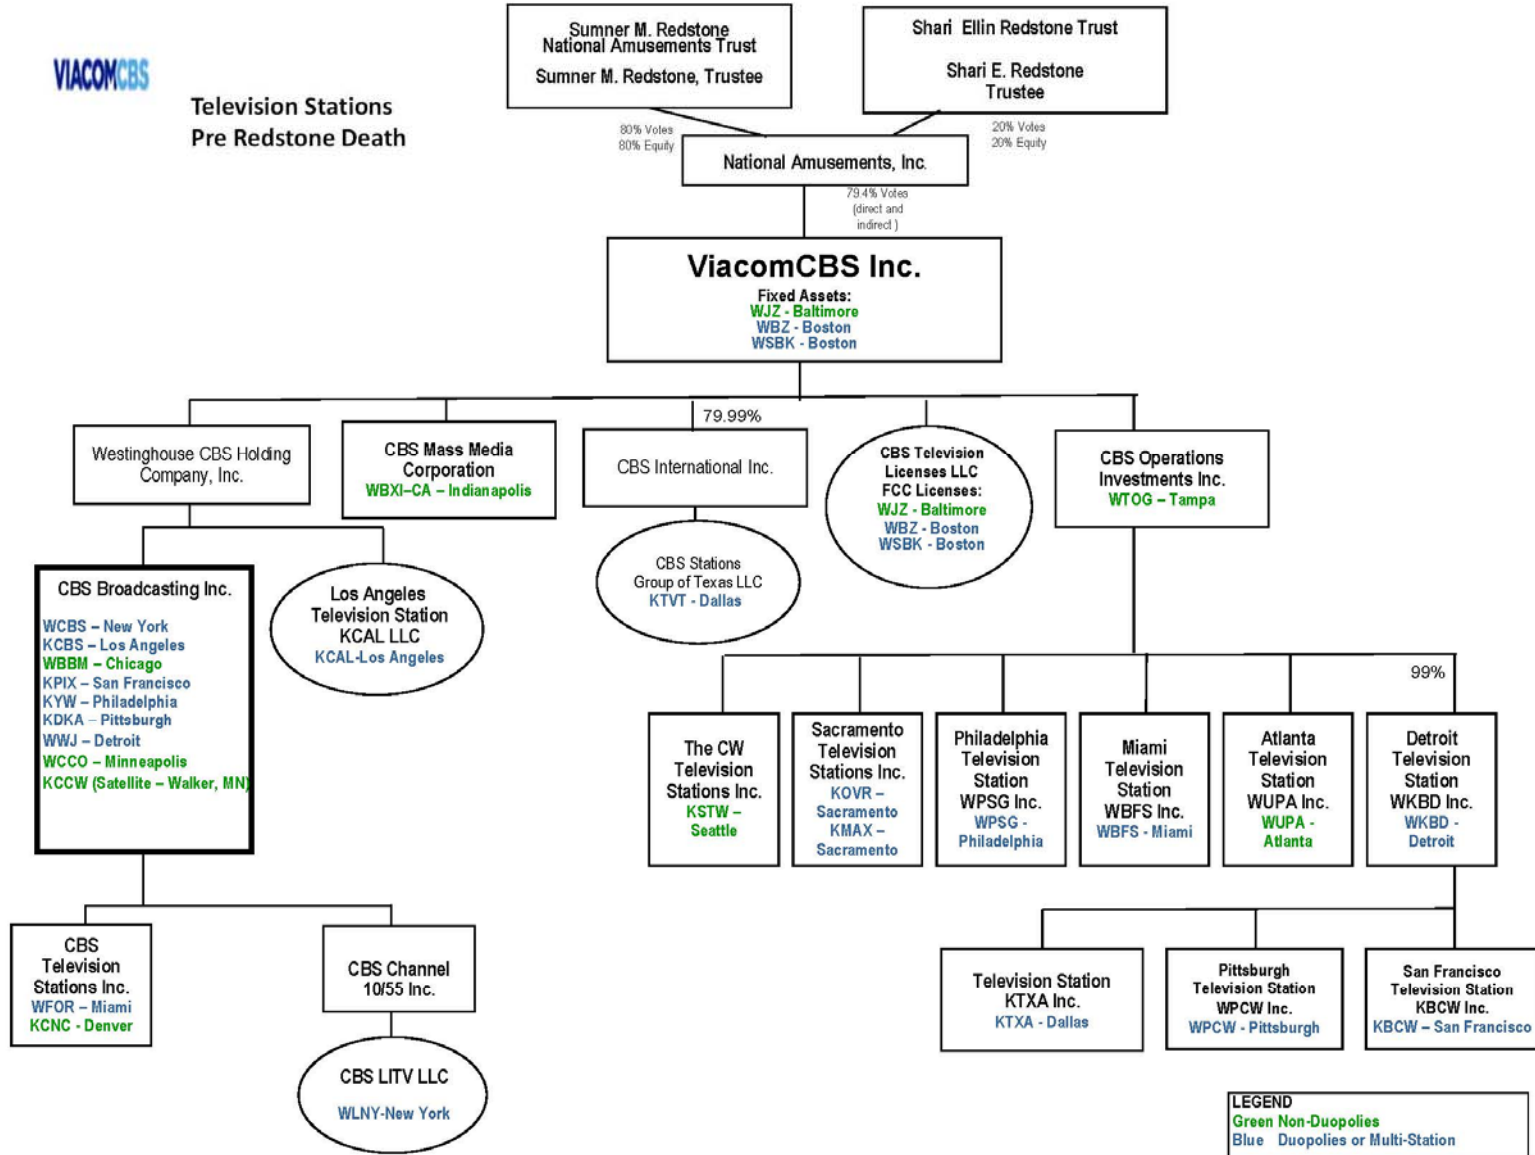 VIACOMCBS
Television Stations
Pre Redstone Death
Sumner M. Redstone
National Amusements Trust
Sumner M. Redstone, Trustee
Shari Ellin Redstone Trust
Shari E. Redstone
Trustee
80% Votes
80% Equity
20% Votes
20% Equity
National Amusements, Inc.
79.4% Votes
(direct and
indirect )
ViacomCBS Inc.
Fixed Assets:
WJZ - Baltimore
WBZ - Boston
WSBK - Boston
Westinghouse CBS Holding
Company, Inc.
CBS Mass Media
Corporation
WBXI–CA – Indianapolis
79.99%
CBS International Inc.
CBS Television
Licenses LLC
FCC Licenses:
WJZ - Baltimore
WBZ - Boston
WSBK - Boston
CBS Operations
Investments Inc.
WTOG – Tampa
CBS Broadcasting Inc.
WCBS – New York
KCBS – Los Angeles
WBBM – Chicago
KPIX – San Francisco
KYW – Philadelphia
KDKA – Pittsburgh
WWJ – Detroit
WCCO – Minneapolis
KCCW (Satellite – Walker, MN)
Los Angeles
Television Station
KCAL LLC
KCAL-Los Angeles
CBS Stations
Group of Texas LLC
KTVT - Dallas
99%
The CW
Television
Stations Inc.
KSTW –
Seattle
Sacramento
Television
Stations Inc.
KOVR –
Sacramento
KMAX –
Sacramento
Philadelphia
Television
Station
WPSG Inc.
WPSG -
Philadelphia
Miami
Television
Station
WBFS Inc.
WBFS - Miami
Atlanta
Television
Station
WUPA Inc.
WUPA -
Atlanta
Detroit
Television
Station
WKBD Inc.
WKBD -
Detroit
CBS
Television
Stations Inc.
WFOR – Miami
KCNC - Denver
CBS Channel
10/55 Inc.
CBS LITV LLC
WLNY-New York
Television Station
KTXA Inc.
KTXA - Dallas
Pittsburgh
Television Station
WPCW Inc.
WPCW - Pittsburgh
San Francisco
Television Station
KBCW Inc.
KBCW – San Francisco
LEGEND
Green Non-Duopolies
Blue Duopolies or Multi-Station